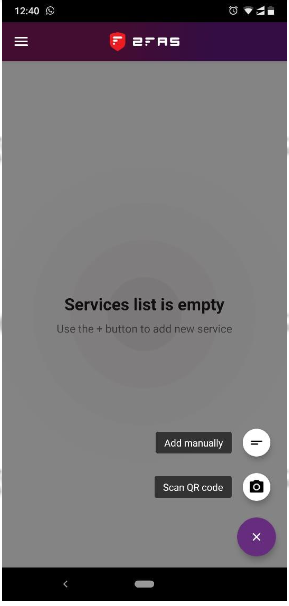 12:40
2FAS
Services list is empty
Use the + button to add new service
Add manually
Scan QR code